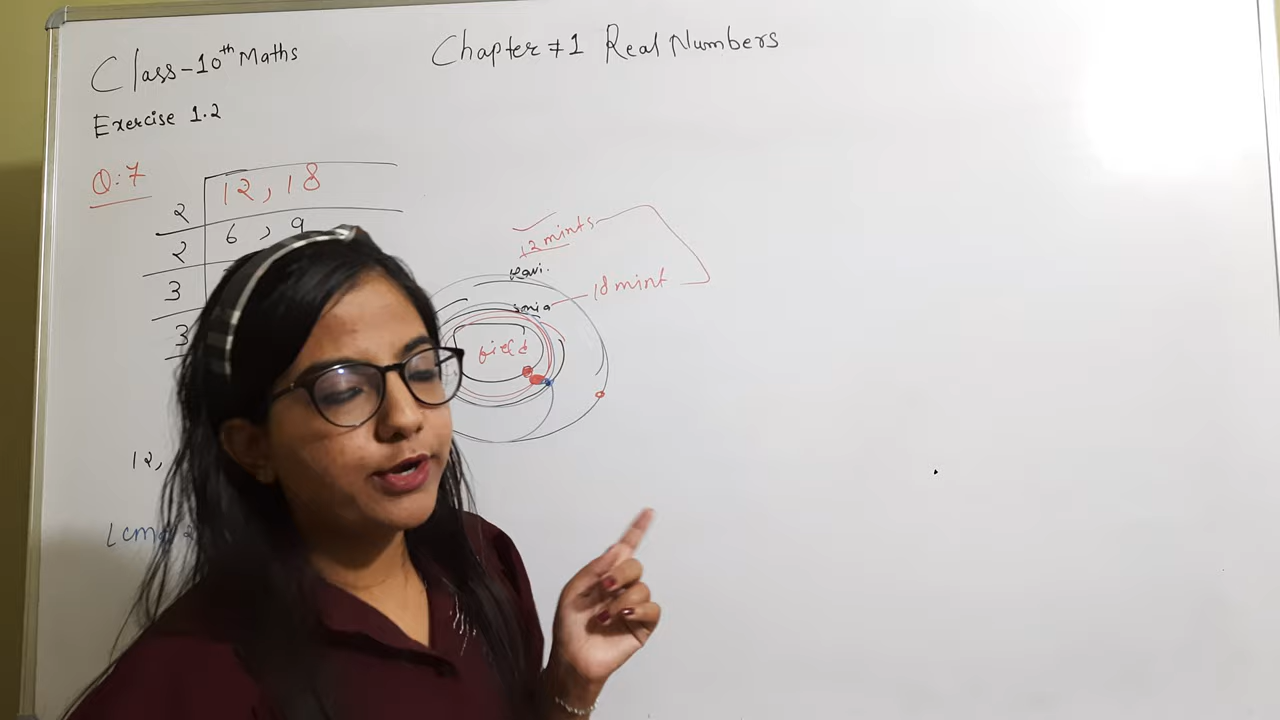 Class-10th Maths
Chapter #1 Real Numbers
Exercise 1.2
Q:7
12, 18
2
6, 9
2
3
3
12 mints
Ravi.
18 mint
Sonia
field
12,